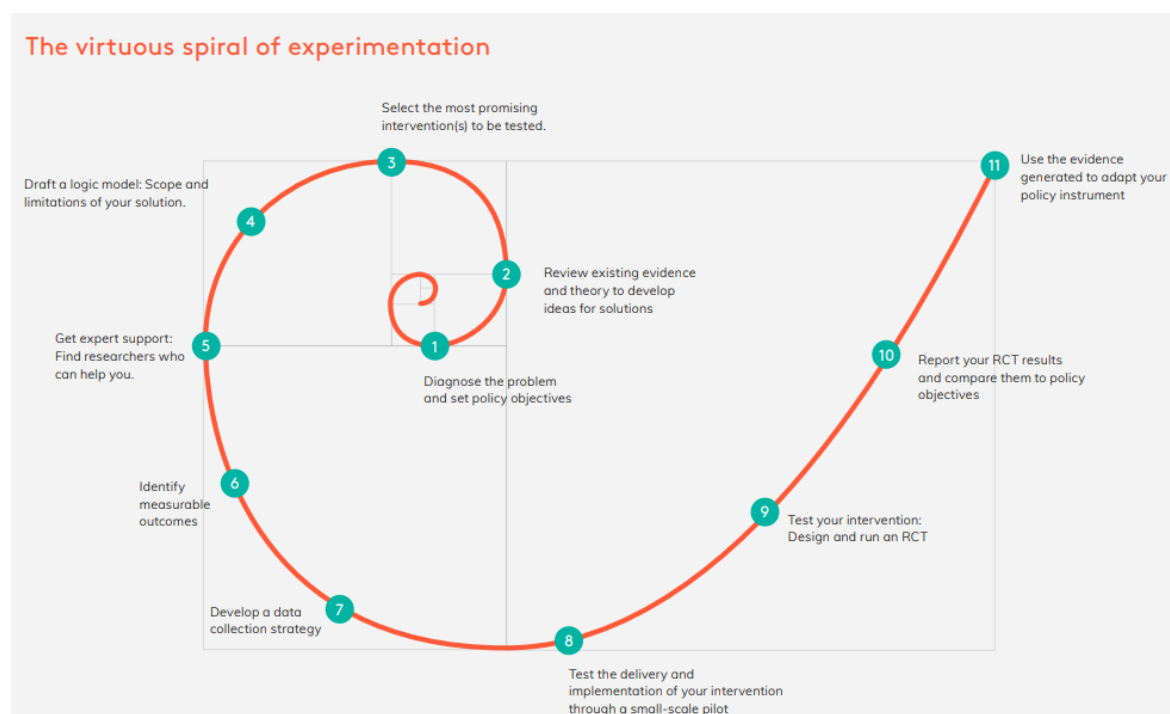 The virtuous spiral of experimentation
1
Diagnose the problem
and set policy objectives
2
Review existing evidence
and theory to develop
ideas for solutions
3
Select the most promising
intervention(s) to be tested.
4
Draft a logic model: Scope and
limitations of your solution.
5
Get expert support:
Find researchers who
can help you.
6
Identify
measurable
outcomes
7
Develop a data
collection strategy
8
Test the delivery and
implementation of your intervention
through a small-scale pilot
9
Test your intervention:
Design and run an RCT
10
Report your RCT results
and compare them to policy
objectives
11
Use the evidence
generated to adapt your
policy instrument